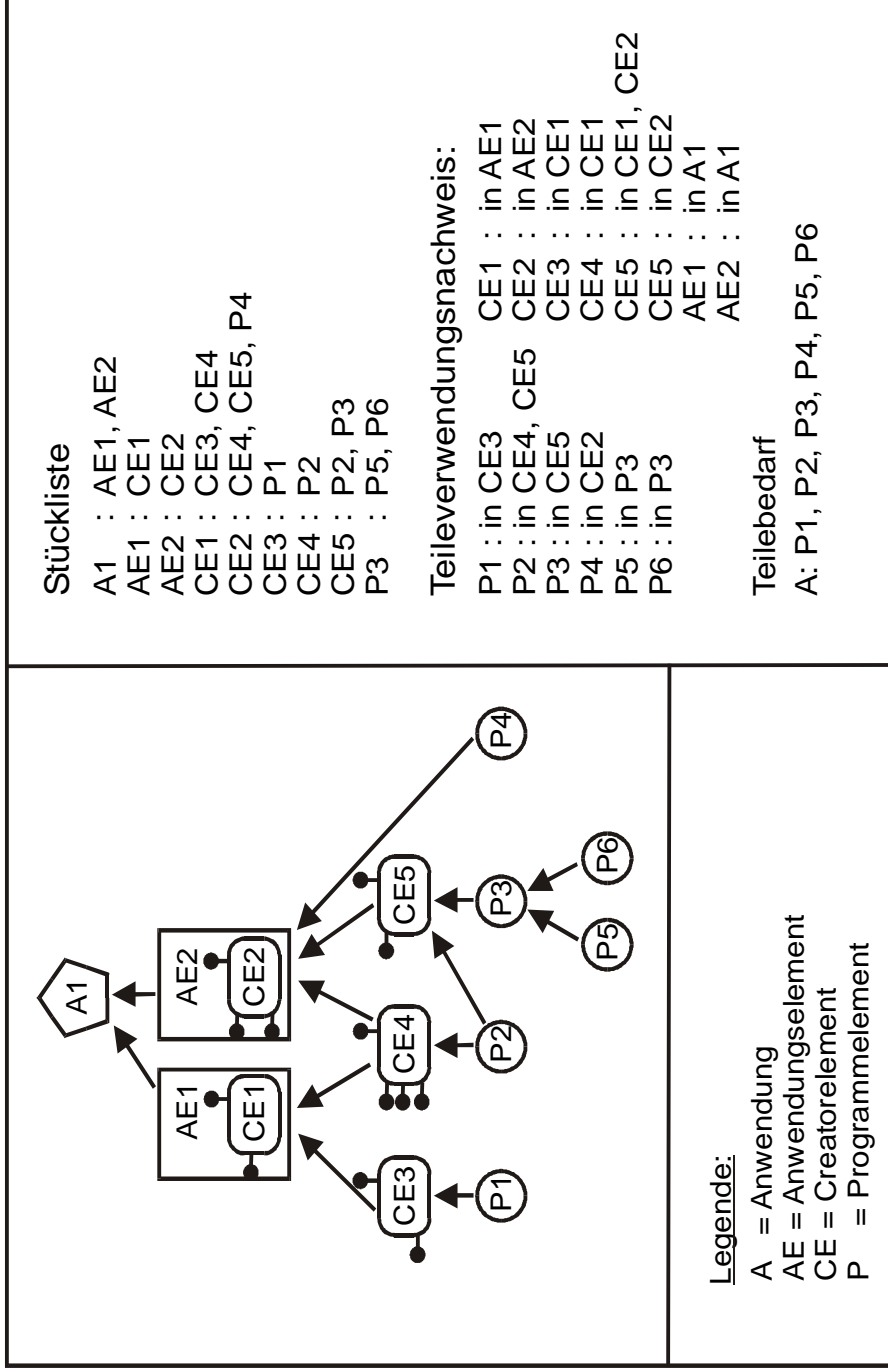 A1
AE1
AE2
CE1
CE2
CE3
CE4
CE5
P1
P2
P3
P4
P5
P6
Legende:
A = Anwendung
AE = Anwendungselement
CE = Creatorelement
P = Programmelement
Stückliste
A1 : AE1, AE2
AE1 : CE1
AE2 : CE2
CE1 : CE3, CE4
CE2 : CE4, CE5, P4
CE3 : P1
CE4 : P2
CE5 : P2, P3
P3 : P5, P6
Teileverwendungsnachweis:
P1 : in CE3
P2 : in CE4, CE5
P3 : in CE5
P4 : in CE2
P5 : in P3
P6 : in P3
CE1 : in AE1
CE2 : in AE2
CE3 : in CE1
CE4 : in CE1
CE5 : in CE1, CE2
CE5 : in CE2
AE1 : in A1
AE2 : in A1
Teilebedarf
A: P1, P2, P3, P4, P5, P6